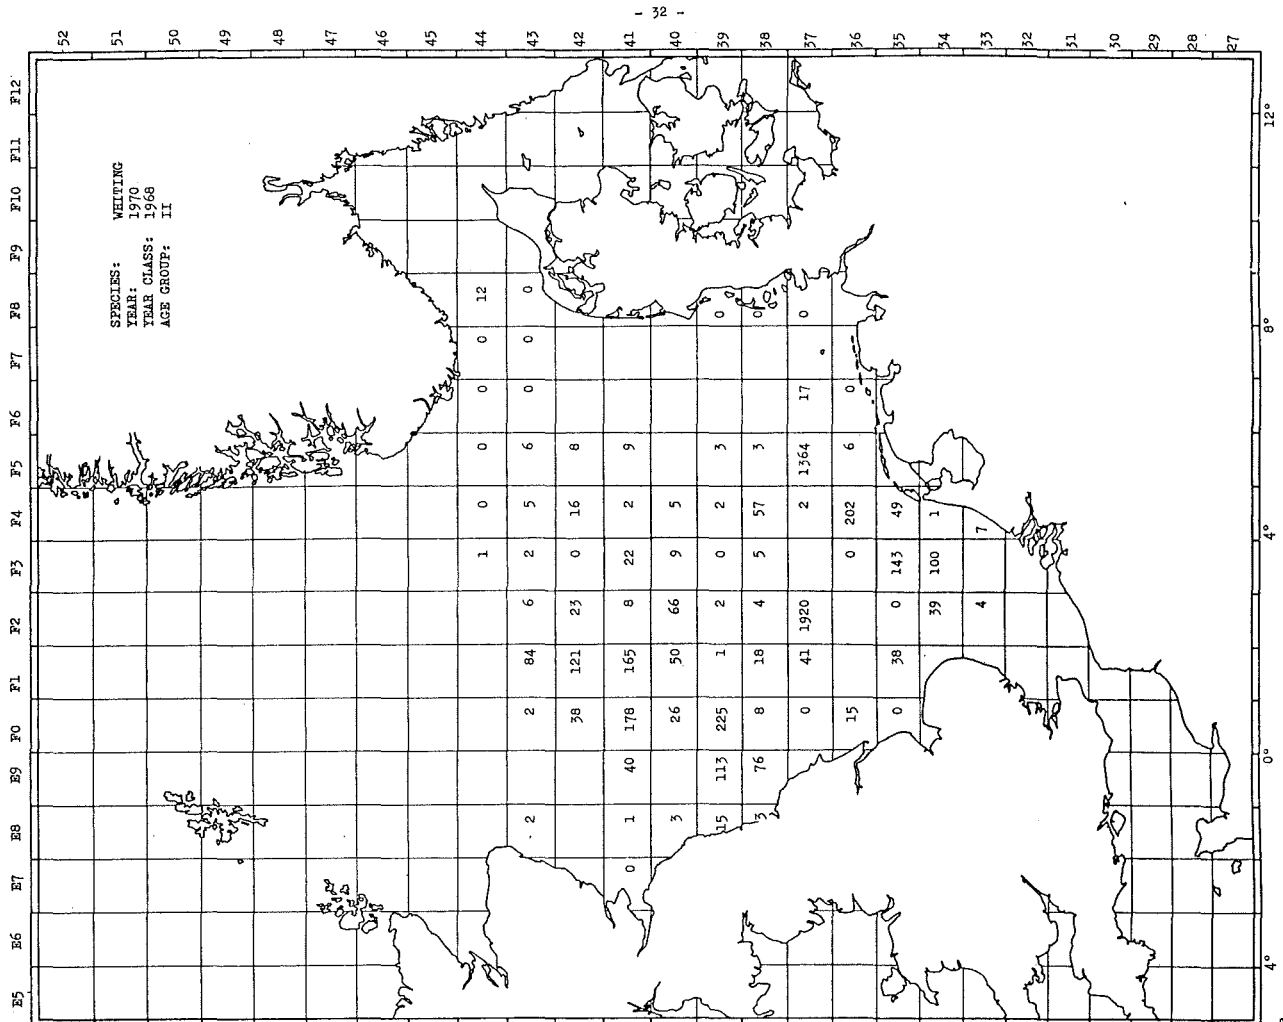 - 32 -
E5 E6 E7 E8 E9 F0 F1 F2 F3 F4 F5 F6 F7 F8 F9 F10 F11 F12
SPECIES: WHITING
YEAR: 1970
YEAR CLASS: 1968
AGE GROUP: II
52
51
50
49
48
47
46
45
1 0 0 0 0 12 44
2 2 84 6 2 5 6 0 0 0 43
38 121 23 0 16 8 42
0 1 40 178 165 8 22 2 9 41
3 26 50 66 9 5 40
15 113 225 1 2 0 2 3 0 39
3 76 8 18 4 5 57 3 0 38
0 41 1920 2 1364 17 0 37
15 0 202 6 0 36
0 38 0 143 49 35
39 100 1 34
4 7 33
32
31
30
29
28
27
4° 0° 4° 8° 12°